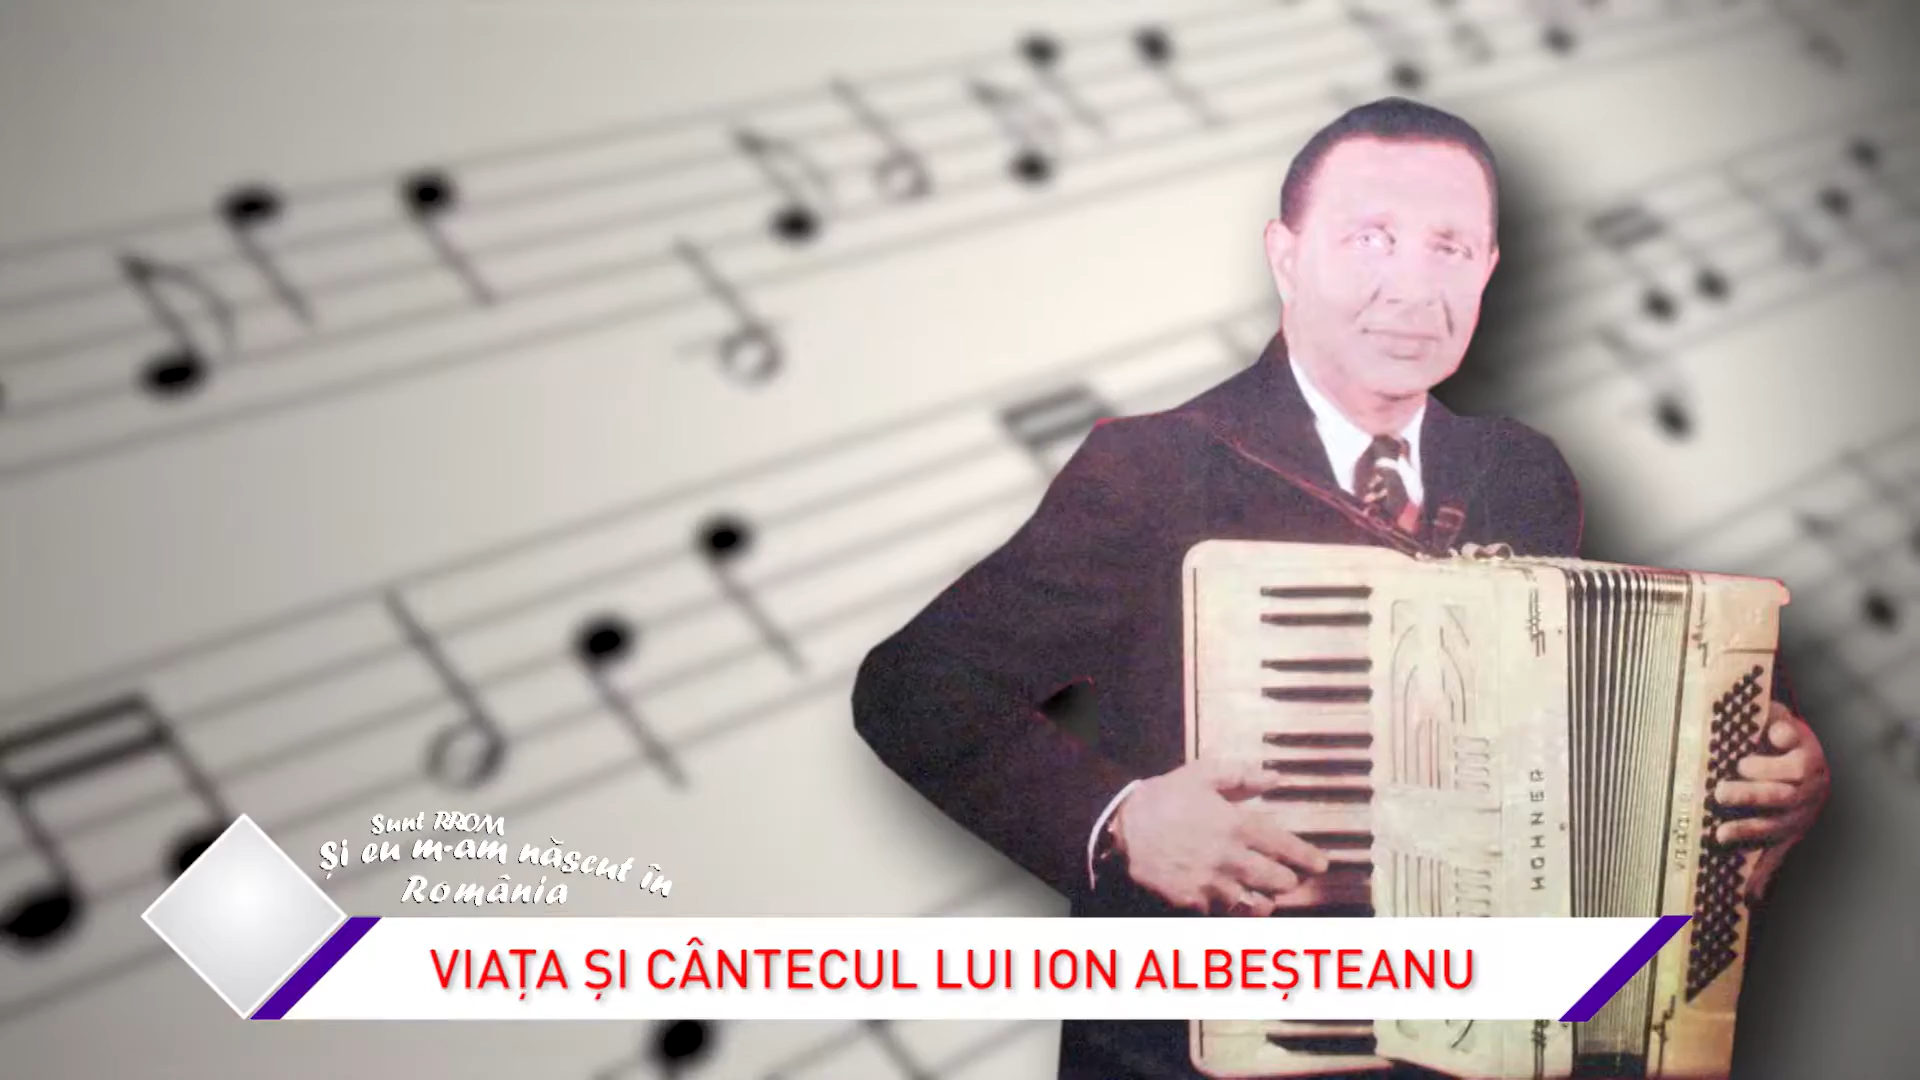 Sunt RROM
Și eu m-am născut în
România
VIAȚA ȘI CÂNTECUL LUI ION ALBEȘTEANU
HOHNER